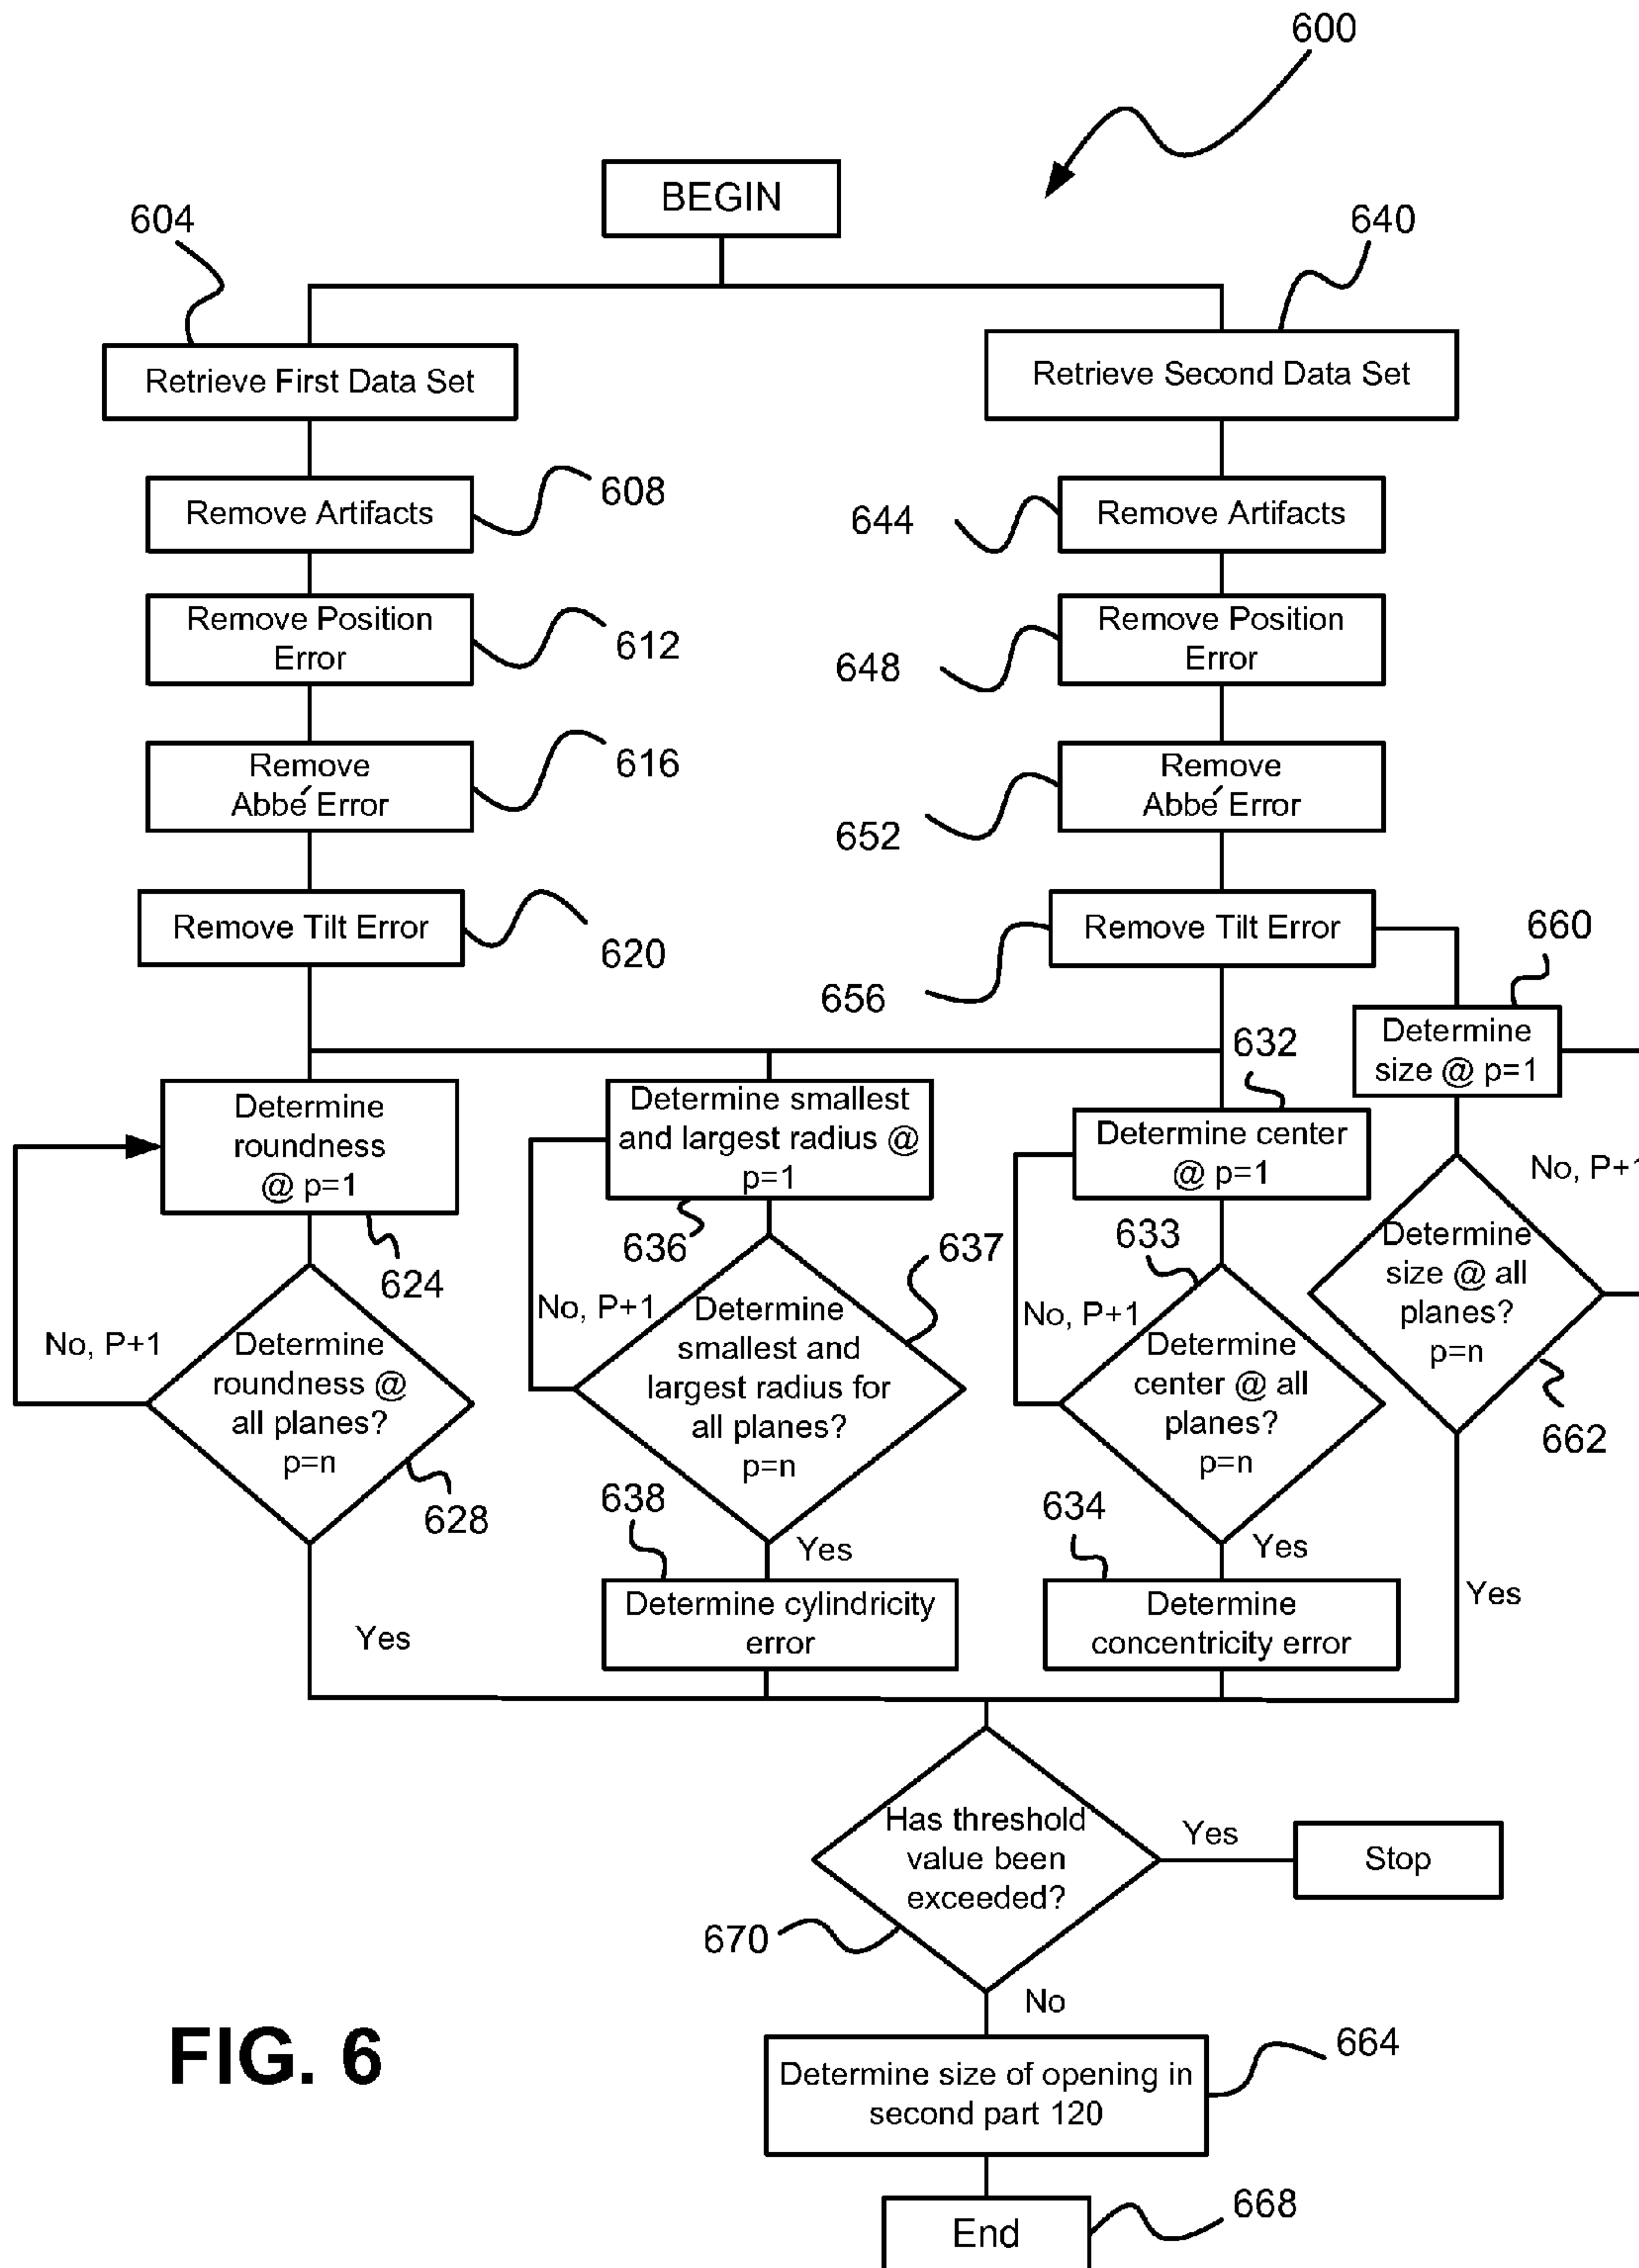 600
BEGIN
604
640
Retrieve First Data Set
Retrieve Second Data Set
Remove Artifacts
608
644
Remove Artifacts
Remove Position
Error
612
648
Remove Position
Error
Remove
Abbé Error
616
652
Remove
Abbé Error
Remove Tilt Error
620
656
Remove Tilt Error
660
632
Determine
size @ p=1
Determine
roundness
@ p=1
624
Determine smallest
and largest radius @
p=1
636
Determine center
@ p=1
633
637
No, P+1
Determine
roundness @
all planes?
p=n
628
No, P+1
Determine
smallest and
largest radius for
all planes?
p=n
No, P+1
Determine
center @ all
planes?
p=n
No, P+1
Determine
size @ all
planes?
p=n
662
638
Yes
634
Yes
Yes
Yes
Determine cylindricity
error
Determine
concentricity error
Has threshold
value been
exceeded?
Yes
Stop
670
No
FIG. 6
Determine size of opening in
second part 120
664
End
668